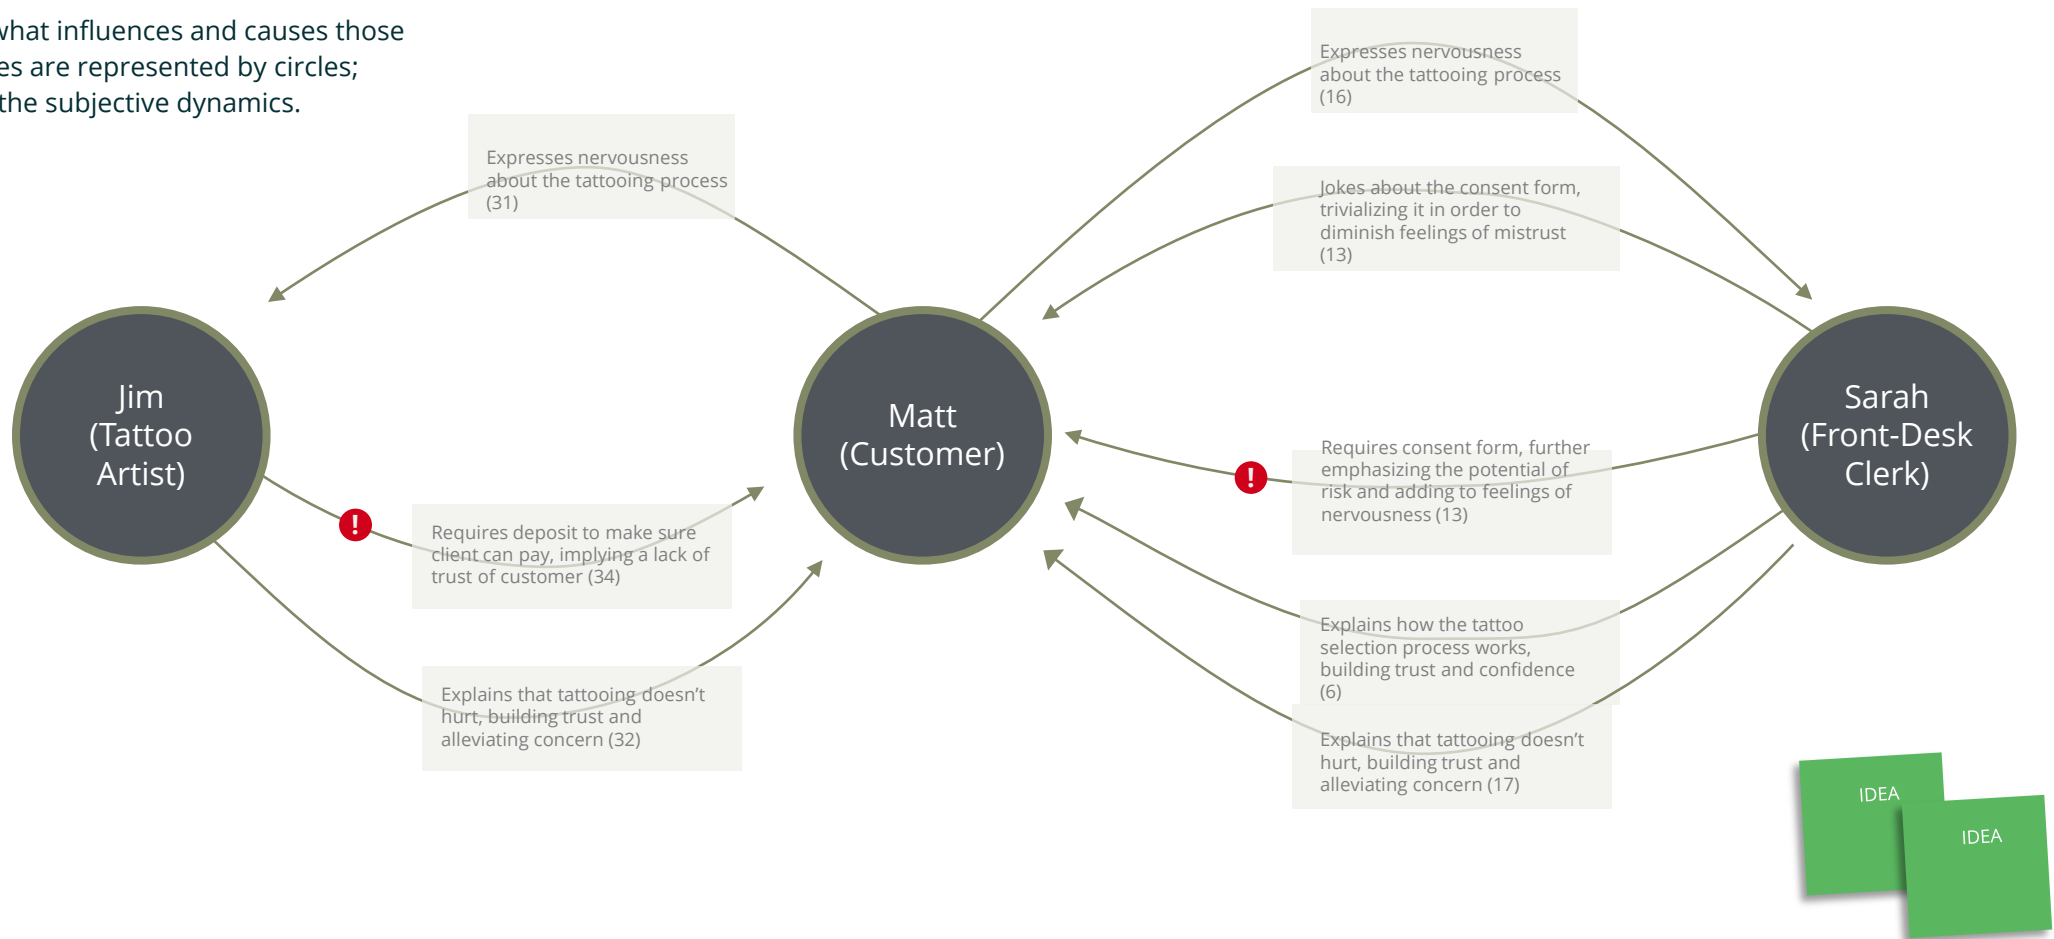 what influences and causes those
es are represented by circles;
the subjective dynamics.
Expresses nervousness
about the tattooing process
(16)
Expresses nervousness
about the tattooing process
(31)
Jokes about the consent form,
trivializing it in order to
diminish feelings of mistrust
(13)
Jim
(Tattoo
Artist)
Matt
(Customer)
Sarah
(Front-Desk
Clerk)
Requires consent form, further
emphasizing the potential of
risk and adding to feelings of
nervousness (13)
!
!
Requires deposit to make sure
client can pay, implying a lack of
trust of customer (34)
Explains how the tattoo
selection process works,
building trust and confidence
(6)
Explains that tattooing doesn’t
hurt, building trust and
alleviating concern (32)
Explains that tattooing doesn’t
hurt, building trust and
alleviating concern (17)
IDEA
IDEA